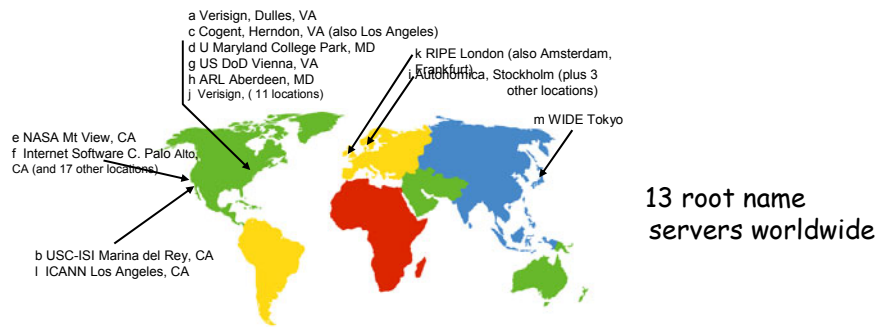 a Verisign, Dulles, VA
c Cogent, Herndon, VA (also Los Angeles)
d U Maryland College Park, MD
g US DoD Vienna, VA
h ARL Aberdeen, MD
j Verisign, ( 11 locations)
k RIPE London (also Amsterdam,
Frankfurt)
i Autonomica, Stockholm (plus 3
other locations)
m WIDE Tokyo
e NASA Mt View, CA
f Internet Software C. Palo Alto,
CA (and 17 other locations)
b USC-ISI Marina del Rey, CA
l ICANN Los Angeles, CA
13 root name
servers worldwide